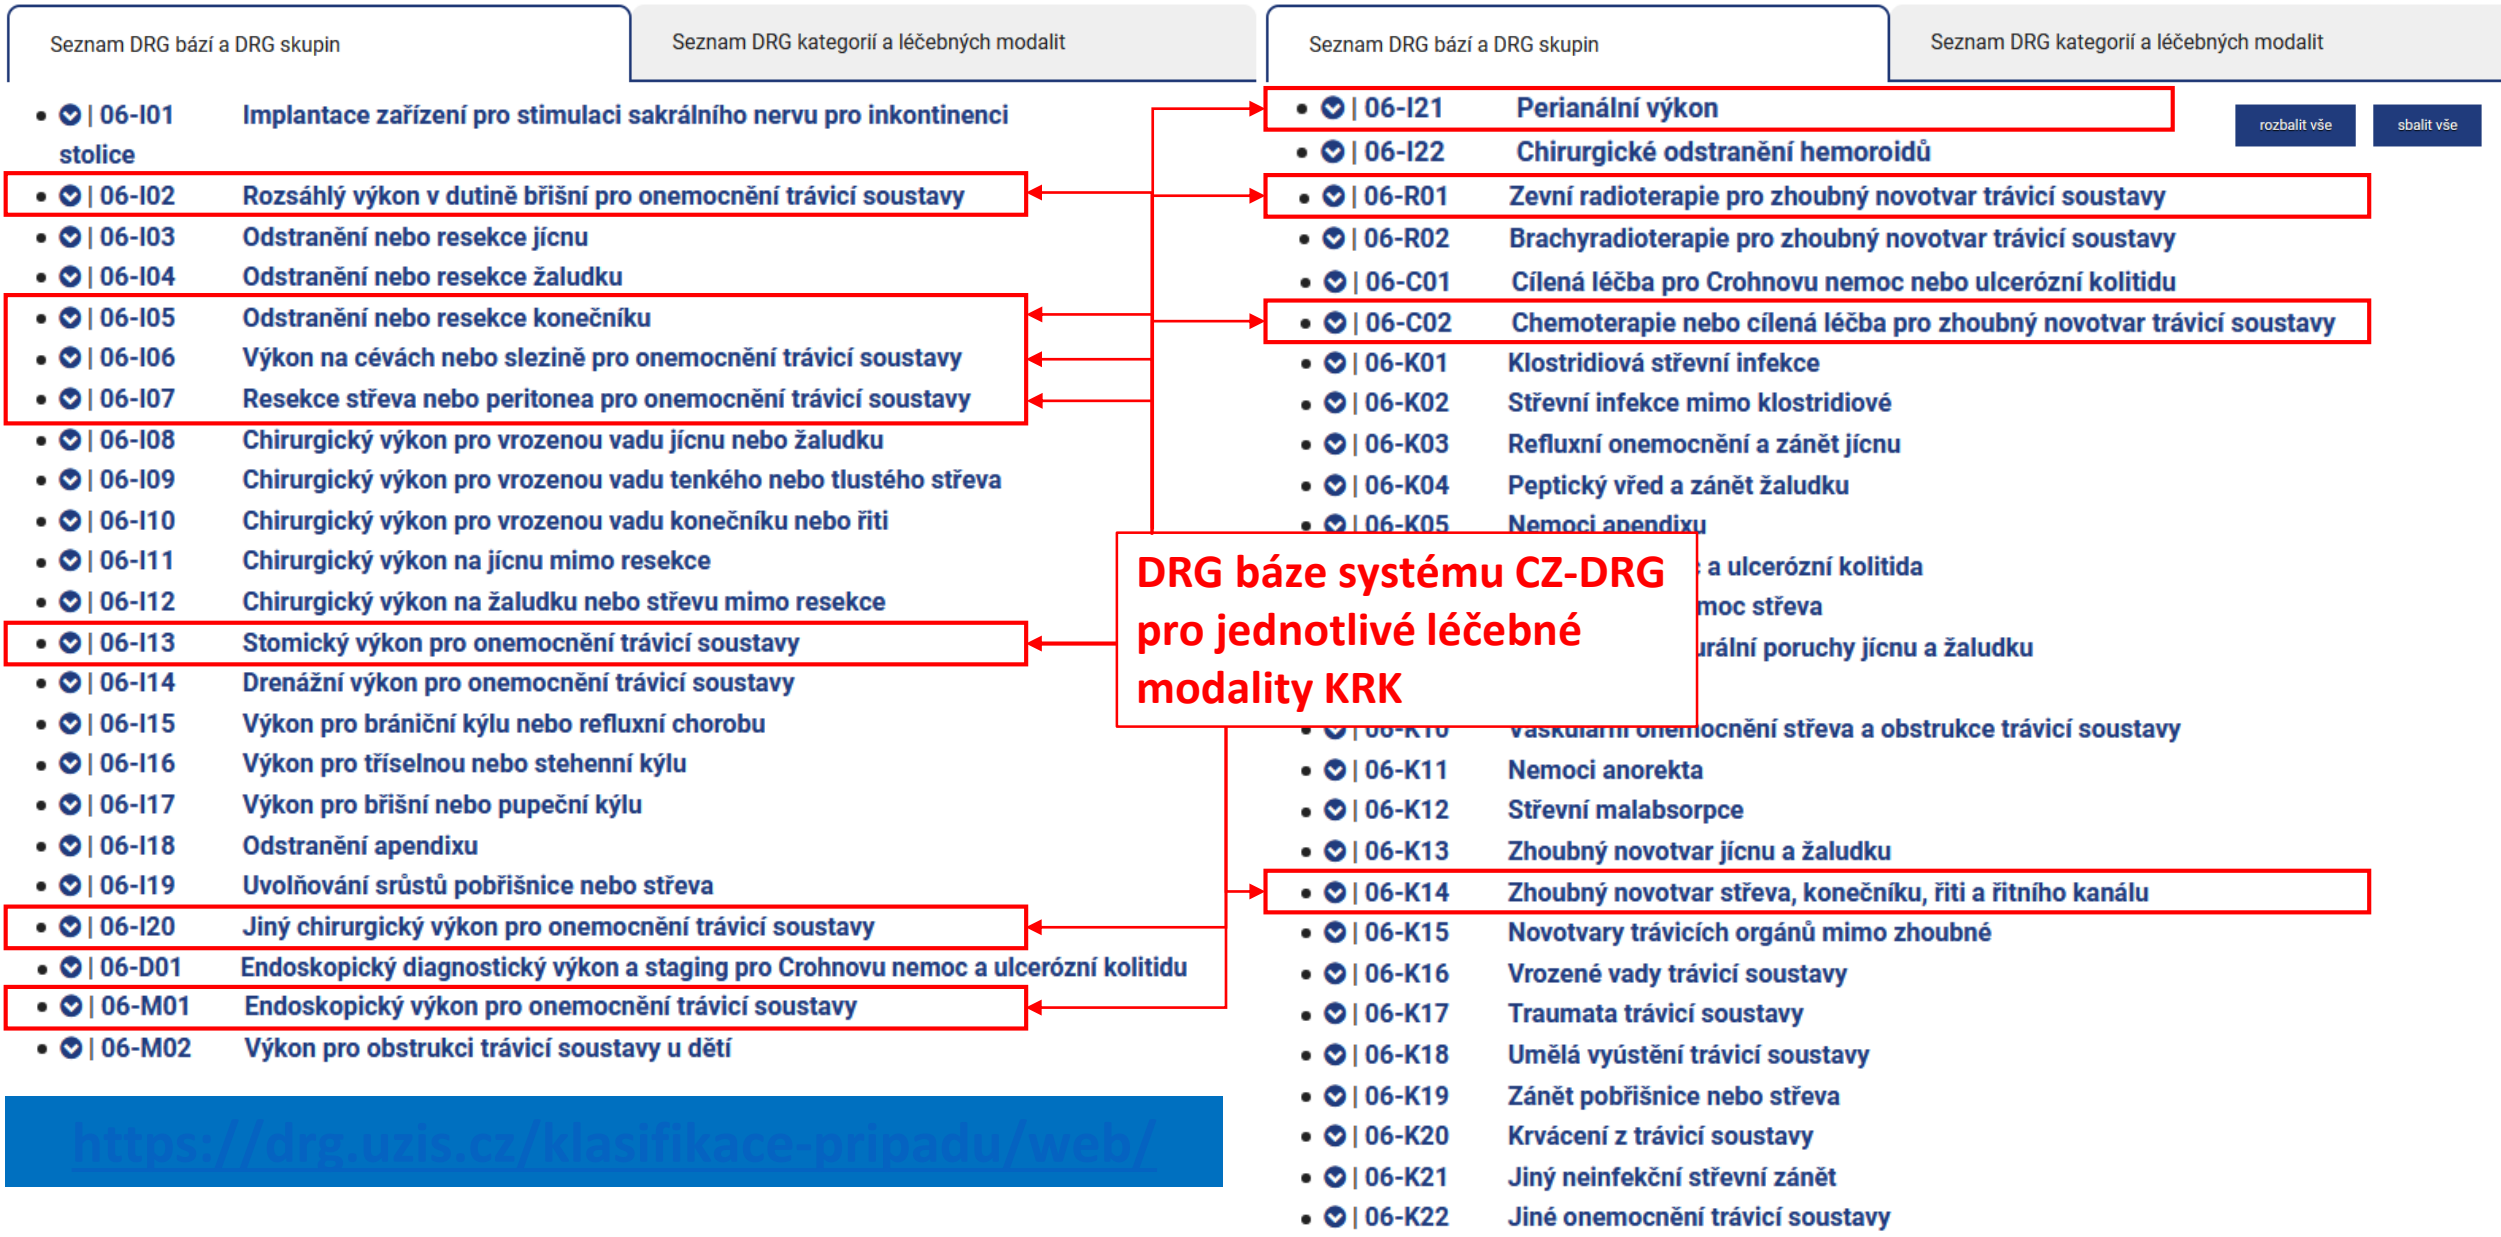 Seznam DRG bází a DRG skupin
Seznam DRG kategorií a léčebných modalit
| 06-I01 Implantace zařízení pro stimulaci sakrálního nervu pro inkontinenci
stolice
| 06-I02 Rozsáhlý výkon v dutině břišní pro onemocnění trávicí soustavy
| 06-I03 Odstranění nebo resekce jícnu
| 06-I04 Odstranění nebo resekce žaludku
| 06-I05 Odstranění nebo resekce konečníku
| 06-I06 Výkon na cévách nebo slezině pro onemocnění trávicí soustavy
| 06-I07 Resekce střeva nebo peritonea pro onemocnění trávicí soustavy
| 06-I08 Chirurgický výkon pro vrozenou vadu jícnu nebo žaludku
| 06-I09 Chirurgický výkon pro vrozenou vadu tenkého nebo tlustého střeva
| 06-I10 Chirurgický výkon pro vrozenou vadu konečníku nebo řiti
| 06-I11 Chirurgický výkon na jícnu mimo resekce
| 06-I12 Chirurgický výkon na žaludku nebo střevu mimo resekce
| 06-I13 Stomický výkon pro onemocnění trávicí soustavy
| 06-I14 Drenážní výkon pro onemocnění trávicí soustavy
| 06-I15 Výkon pro brániční kýlu nebo refluxní chorobu
| 06-I16 Výkon pro tříselnou nebo stehenní kýlu
| 06-I17 Výkon pro břišní nebo pupeční kýlu
| 06-I18 Odstranění apendixu
| 06-I19 Uvolňování srůstů pobřišnice nebo střeva
| 06-I20 Jiný chirurgický výkon pro onemocnění trávicí soustavy
| 06-D01 Endoskopický diagnostický výkon a staging pro Crohnovu nemoc a ulcerózní kolitidu
| 06-M01 Endoskopický výkon pro onemocnění trávicí soustavy
| 06-M02 Výkon pro obstrukci trávicí soustavy u dětí
https://drg.uzis.cz/klasifikace-pripadu/web/
Seznam DRG bází a DRG skupin
Seznam DRG kategorií a léčebných modalit
rozbalit vše
sbalit vše
| 06-I21 Perianální výkon
| 06-I22 Chirurgické odstranění hemoroidů
| 06-R01 Zevní radioterapie pro zhoubný novotvar trávicí soustavy
| 06-R02 Brachyradioterapie pro zhoubný novotvar trávicí soustavy
| 06-C01 Cílená léčba pro Crohnovu nemoc nebo ulcerózní kolitidu
| 06-C02 Chemoterapie nebo cílená léčba pro zhoubný novotvar trávicí soustavy
| 06-K01 Klostridiová střevní infekce
| 06-K02 Střevní infekce mimo klostridiové
| 06-K03 Refluxní onemocnění a zánět jícnu
| 06-K04 Peptický vřed a zánět žaludku
| 06-K05 Nemoci apendixu
a ulcerózní kolitida
střeva
poruchy jícnu a žaludku
DRG báze systému CZ-DRG
pro jednotlivé léčebné
modality KRK
| 06-K10 Vaskulární onemocnění střeva a obstrukce trávicí soustavy
| 06-K11 Nemoci anorekta
| 06-K12 Střevní malabsorpce
| 06-K13 Zhoubný novotvar jícnu a žaludku
| 06-K14 Zhoubný novotvar střeva, konečníku, řiti a řitního kanálu
| 06-K15 Novotvary trávicích orgánů mimo zhoubné
| 06-K16 Vrozené vady trávicí soustavy
| 06-K17 Traumata trávicí soustavy
| 06-K18 Umělá vyústění trávicí soustavy
| 06-K19 Zánět pobřišnice nebo střeva
| 06-K20 Krvácení z trávicí soustavy
| 06-K21 Jiný neinfekční střevní zánět
| 06-K22 Jiné onemocnění trávicí soustavy